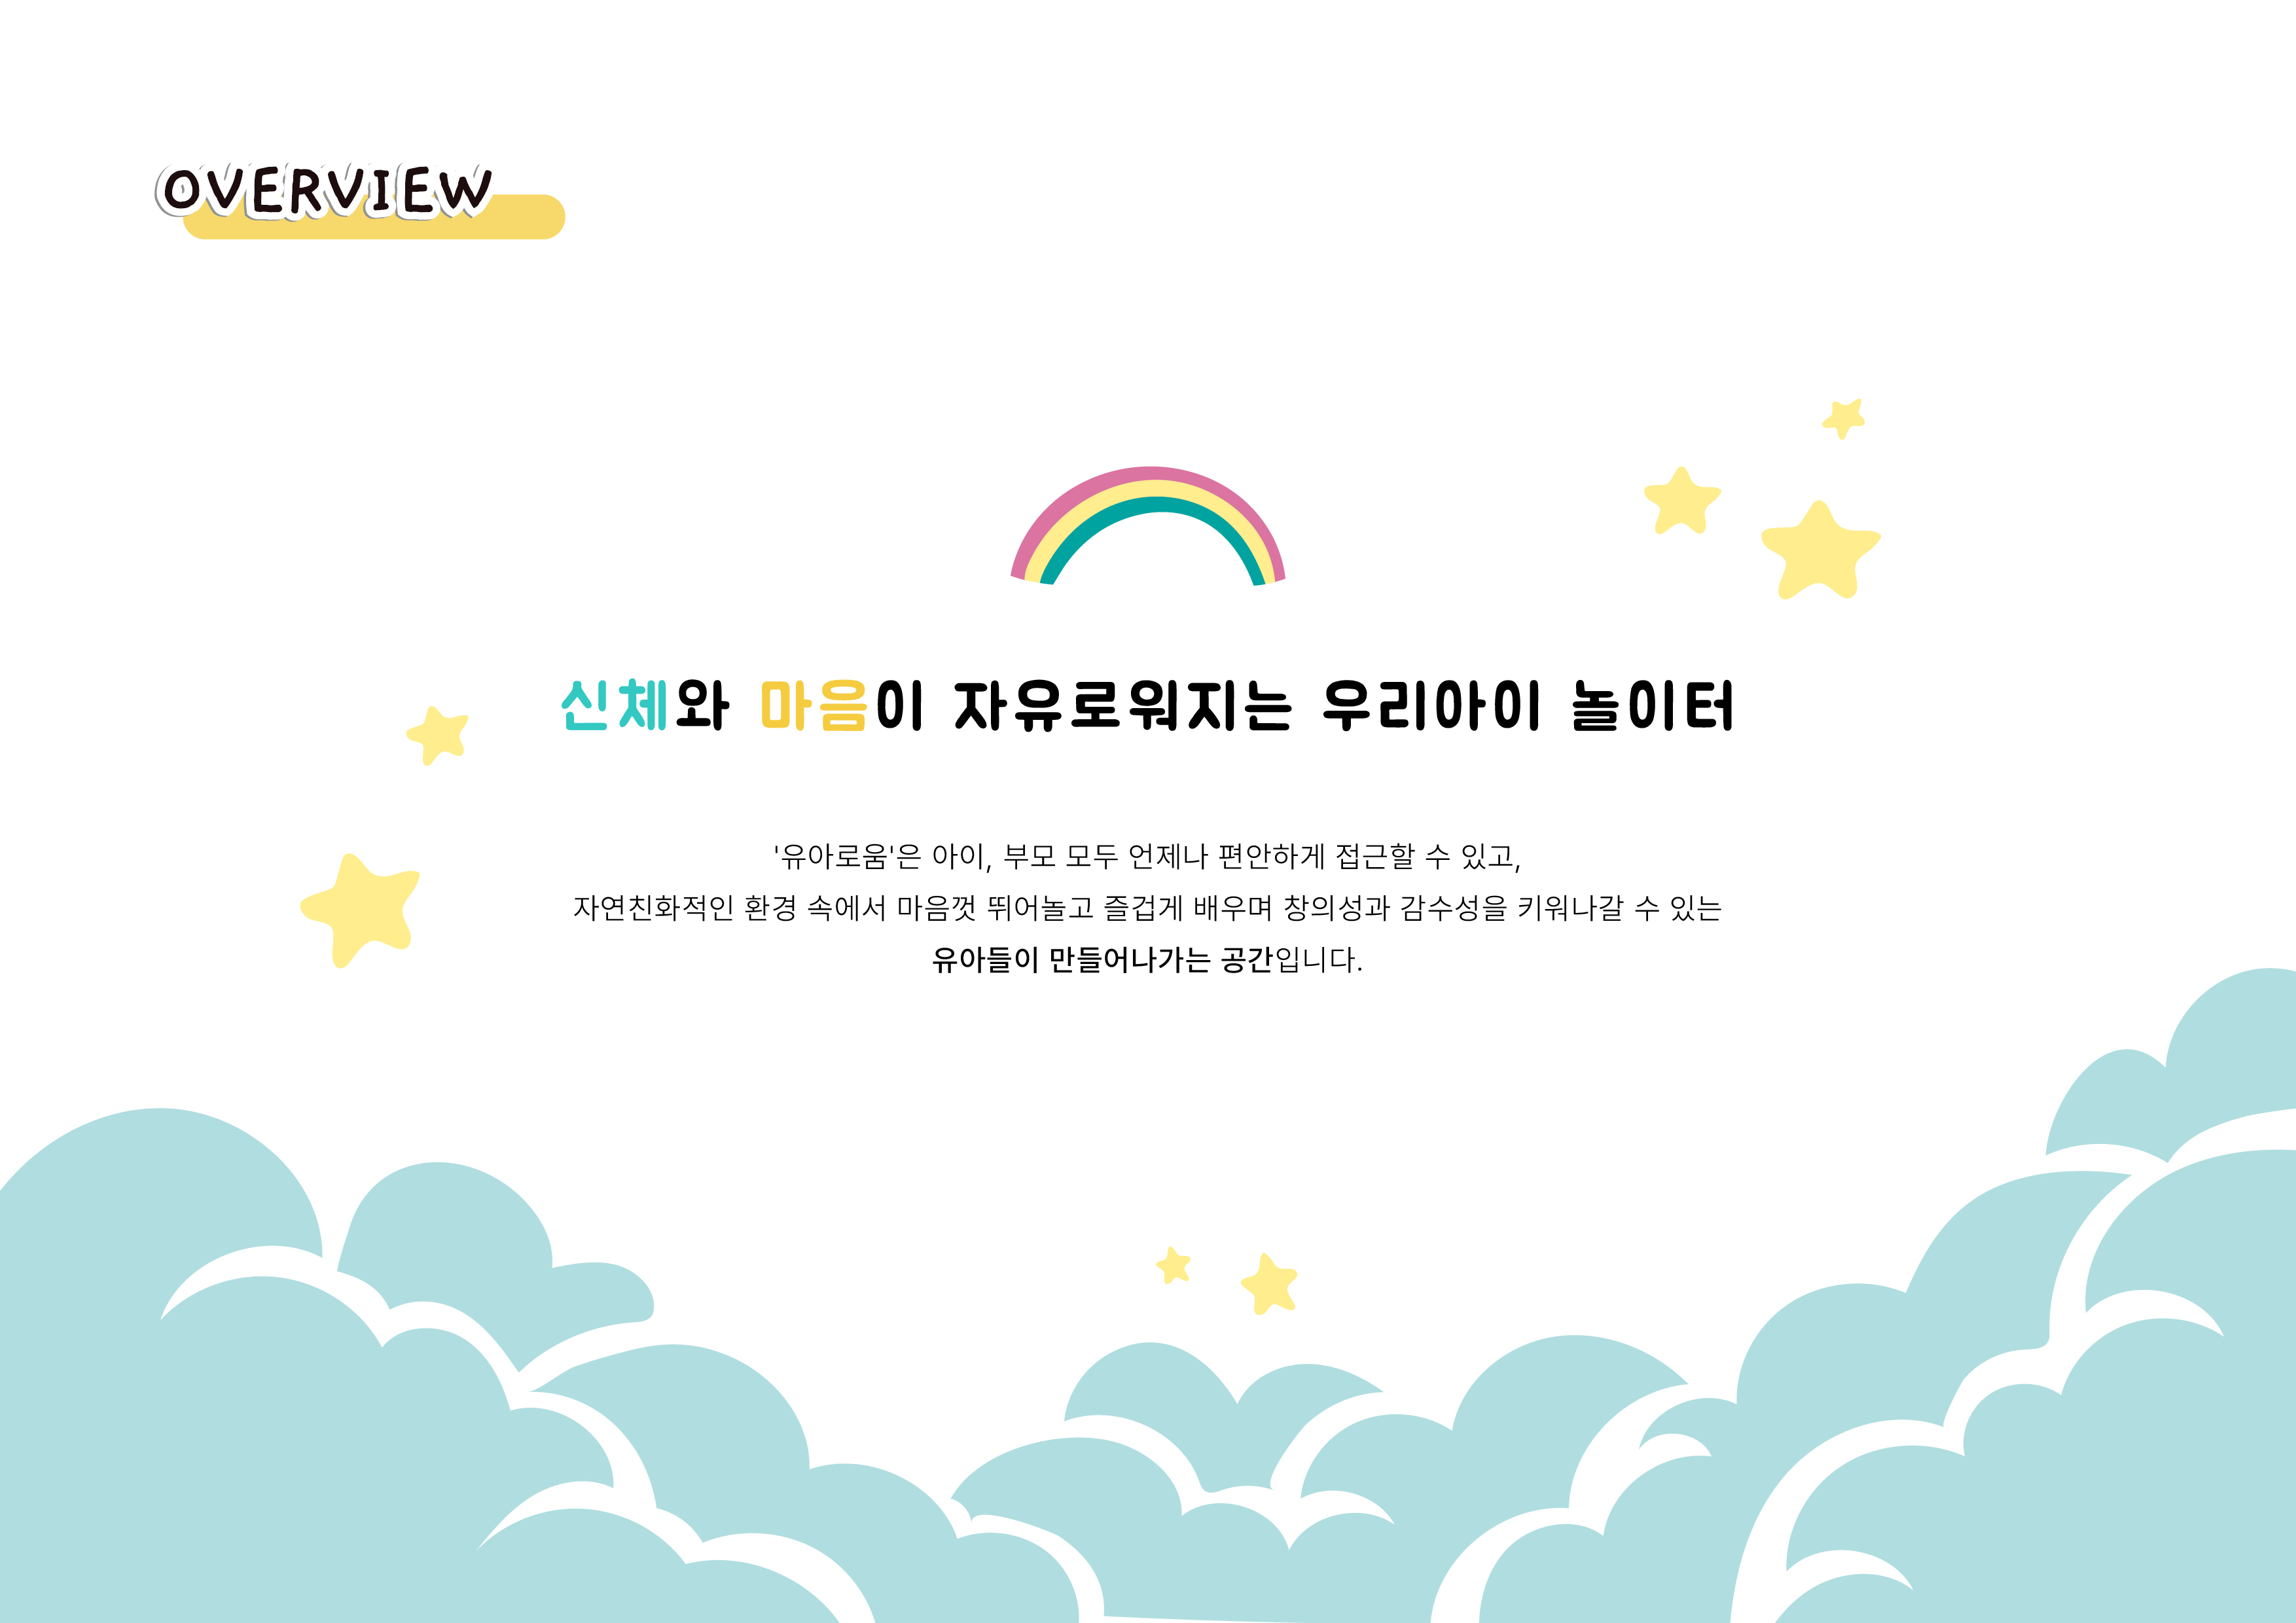 OVERVIEW
신체와 마음이 자유로워지는 우리아이 놀이터
'유아로움'은 아이, 부모 모두 언제나 편안하게 접근할 수 있고,
자연친화적인 환경 속에서 마음껏 뛰어놀고 즐겁게 배우며 창의성과 감수성을 키워나갈 수 있는
유아들이 만들어나가는 공간입니다.